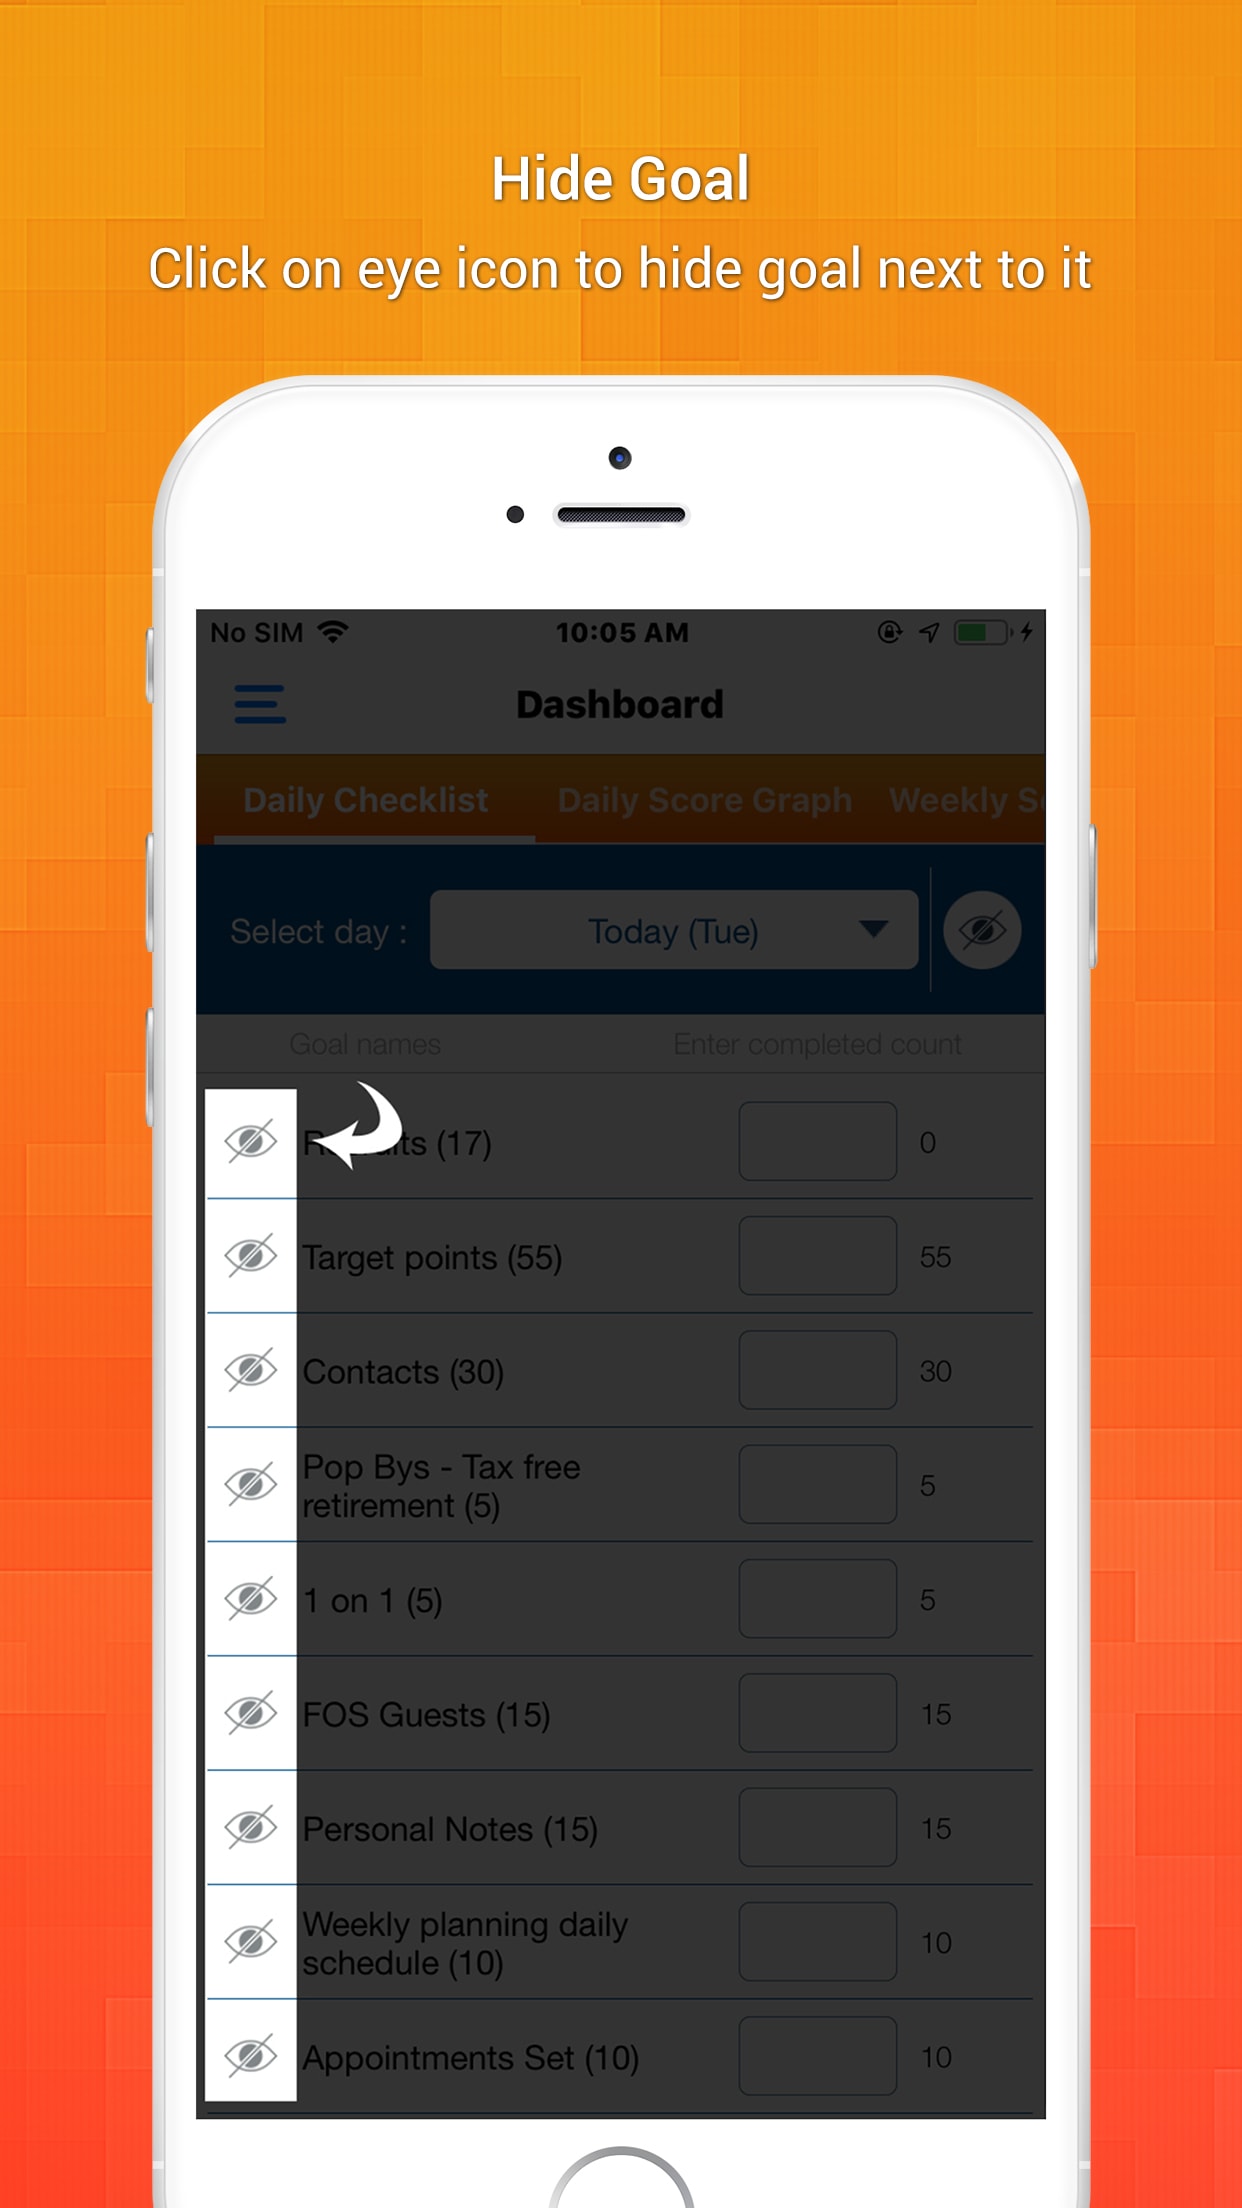 Hide Goal
Click on eye icon to hide goal next to it
No SIM 10:05 AM
Dashboard
Daily Checklist Daily Score Graph Weekly
Select day : Today (Tue)
Goal names Enter completed count
(17) 0
Target points (55) 55
Contacts (30) 30
Pop Bys - Tax free
retirement (5) 5
1 on 1 (5) 5
FOS Guests (15) 15
Personal Notes (15) 15
Weekly planning daily
schedule (10) 10
Appointments Set (10) 10